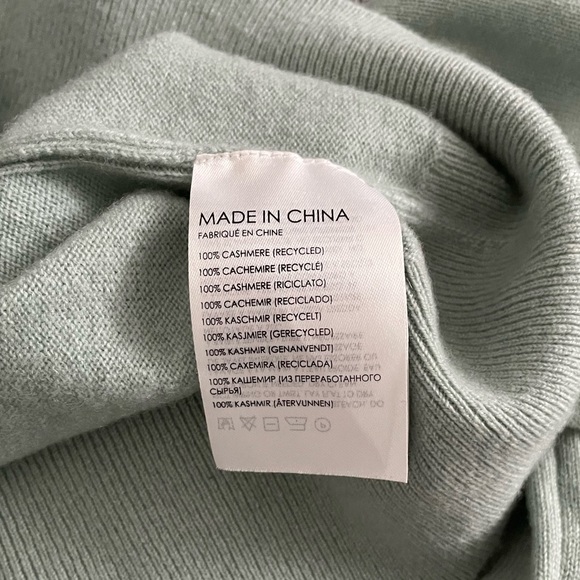 MADE IN CHINA
FABRIQUÉ EN CHINE
100% CASHMERE (RECYCLED)
100% CACHEMIRE (RECYCLÉ)
100% CASHMERE (RICICLATO)
100% CACHEMIR (RECICLADO)
100% KASCHMIR (RECYCELT)
100% KASJMIER (GERECYCLED)
100% KASHMIR (GENANVENDT)
100% CAXEMIRA (RECICLADA)
100% КАШЕМИР (ИЗ ПЕРЕРАБОТАННОГО
СЫРЬЯ)
100% KASHMIR (ÅTERVUNNEN)